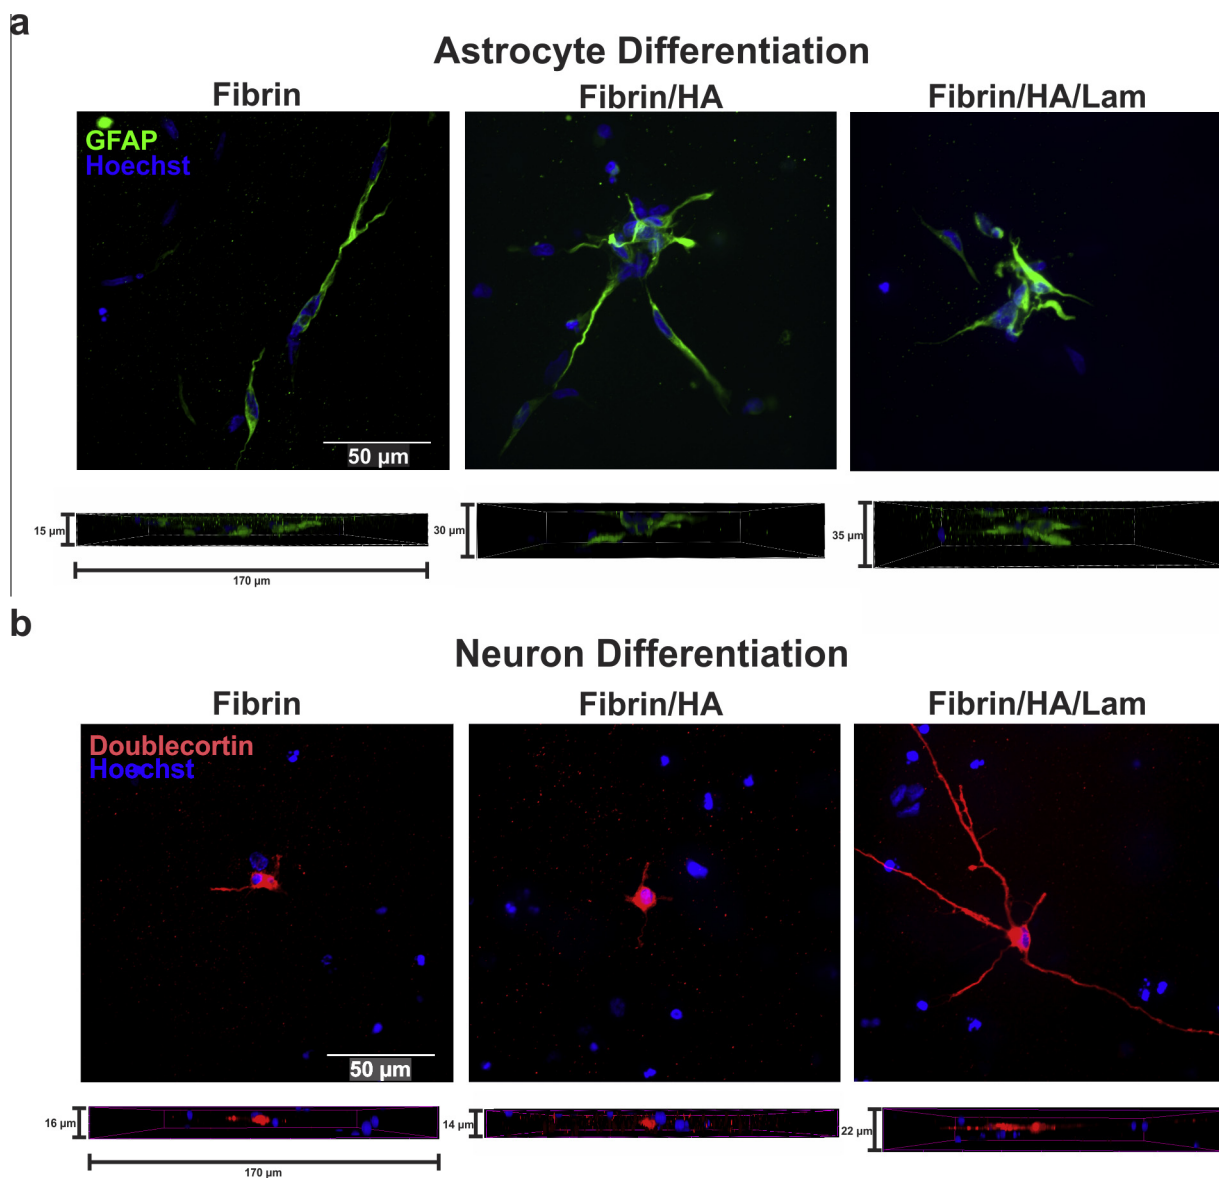 a
Astrocyte Differentiation
Fibrin
Fibrin/HA
Fibrin/HA/Lam
GFAP
Hoechst
50 µm
15 µm
30 µm
35 µm
170 µm
b
Neuron Differentiation
Fibrin
Fibrin/HA
Fibrin/HA/Lam
Doublecortin
Hoechst
50 µm
16 µm
14 µm
22 µm
170 µm